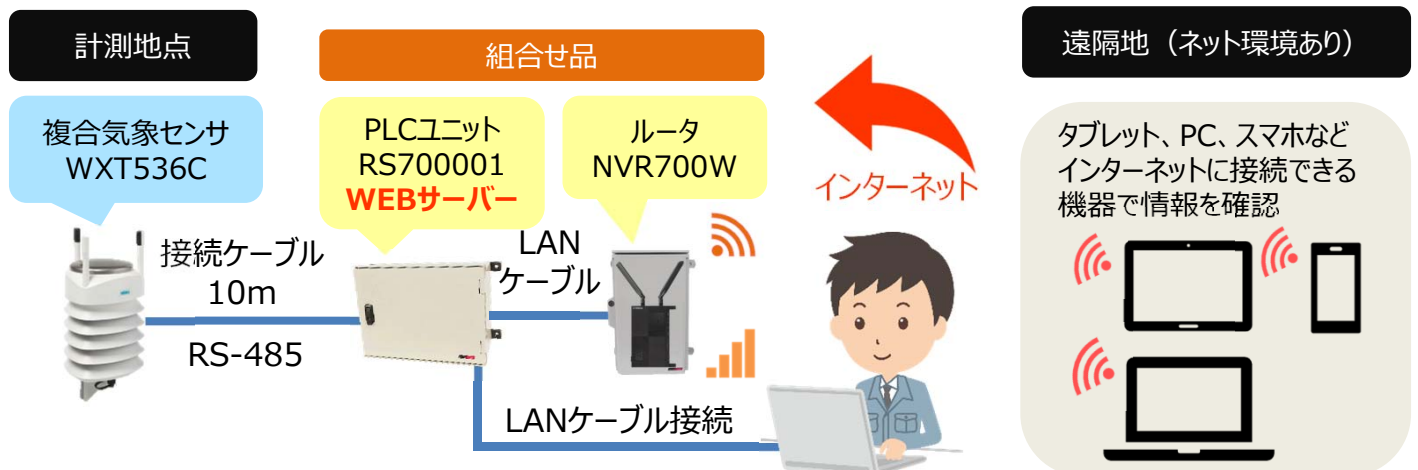 計測地点
組合せ品
遠隔地（ネット環境あり）
複合気象センサ
WXT536C
PLCユニット
RS700001
WEBサーバー
ルータ
NVR700W
インターネット
タブレット、PC、スマホなど
インターネットに接続できる
機器で情報を確認
接続ケーブル
10m
RS-485
LAN
ケーブル
LANケーブル接続